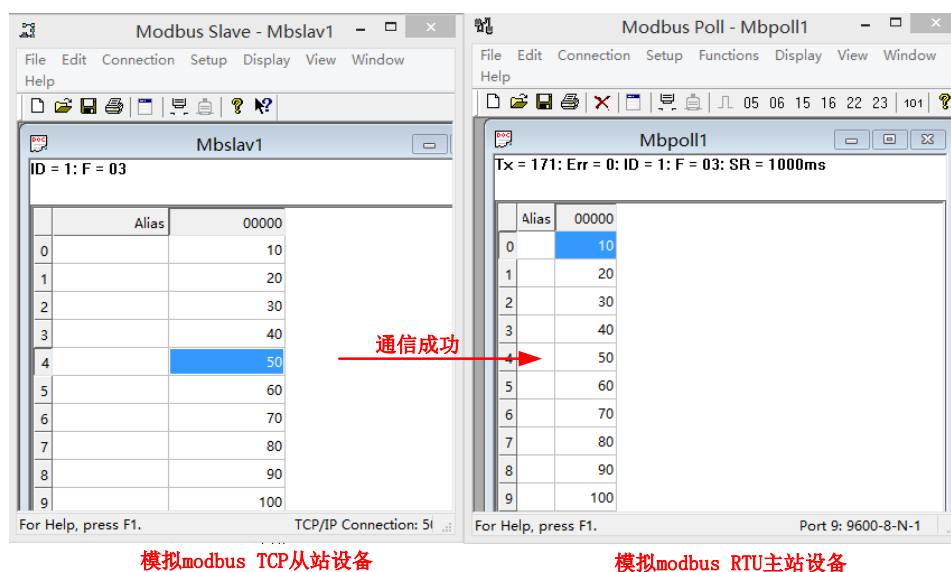 Modbus Slave - Mbslav1
File Edit Connection Setup Display View Window
Help
Mbslav1
ID = 1: F = 03
Alias 00000
0 10
1 20
2 30
3 40
4 50
5 60
6 70
7 80
8 90
9 100
For Help, press F1. TCP/IP Connection:
模拟modbus TCP从站设备
通信成功
Modbus Poll - Mbpoll1
File Edit Connection Setup Functions Display View Window
Help
05 06 15 16 22 23 101
Mbpoll1
Tx = 171: Err = 0: ID = 1: F = 03: SR = 1000ms
Alias 00000
0 10
1 20
2 30
3 40
4 50
5 60
6 70
7 80
8 90
9 100
For Help, press F1. Port 9: 9600-8-N-1
模拟modbus RTU主站设备